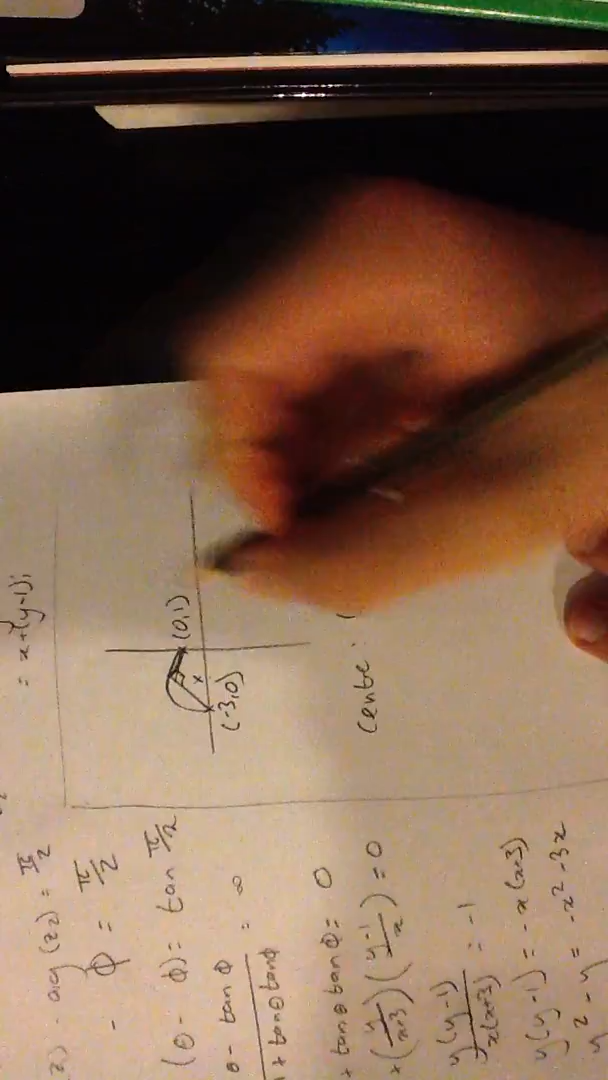 = x+(y-1)i
) - arg(z₂) = π/2
- Φ = π/2
(θ - Φ) = tan π/2
θ - tan Φ
+ tanθ tanΦ = ∞
+ tanθ tanΦ = 0
+ (y/x+3)(y-1/x) = 0
y(y-1)/x(x+3) = -1
y(y-1) = -x(x+3)
y² - y = -x² - 3x
(0,1)
(-3,0)
Centre : (